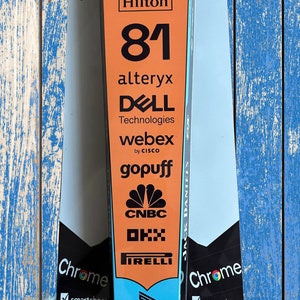 Hilton
81
alteryx
DELL
Technologies
webex
by CISCO
gopuff
CNBC
OKX
PIRELLI
Chrome
Chrome